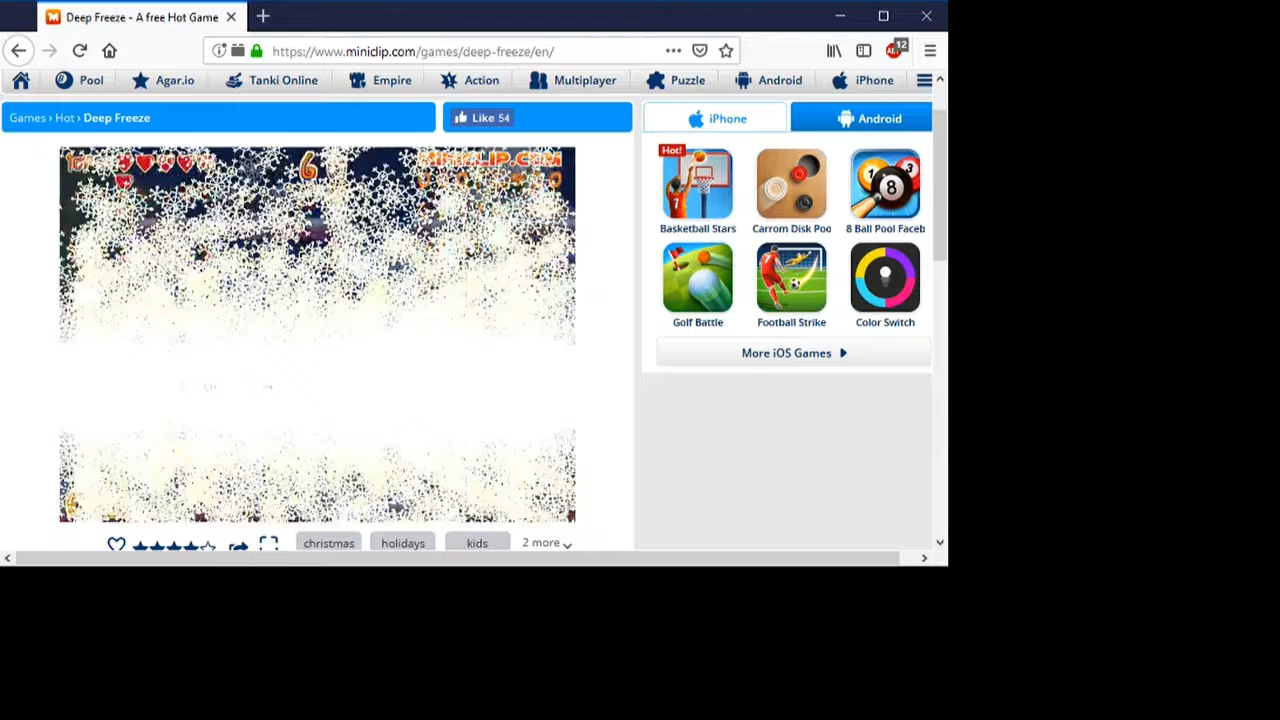 Deep Freeze - A free Hot Game
https://www.miniclip.com/games/deep-freeze/en/
12
Pool
Agar.io
Tanki Online
Empire
Action
Multiplayer
Puzzle
Android
iPhone
Games › Hot › Deep Freeze
Like 54
iPhone
Android
6
MINICLIP.COM
Hot!
Basketball Stars
Carrom Disk Poo
8 Ball Pool Faceb
Golf Battle
Football Strike
Color Switch
More iOS Games
christmas
holidays
kids
2 more